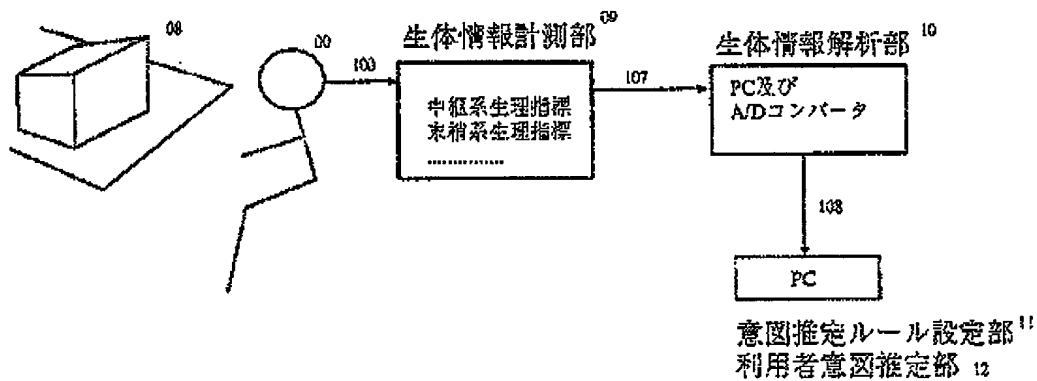 08
00
103
生体情報計測部 09
中枢系生理指標
末梢系生理指標
..............
107
生体情報解析部 10
PC及び
A/Dコンバータ
108
PC
意図推定ルール設定部 11
利用者意図推定部 12